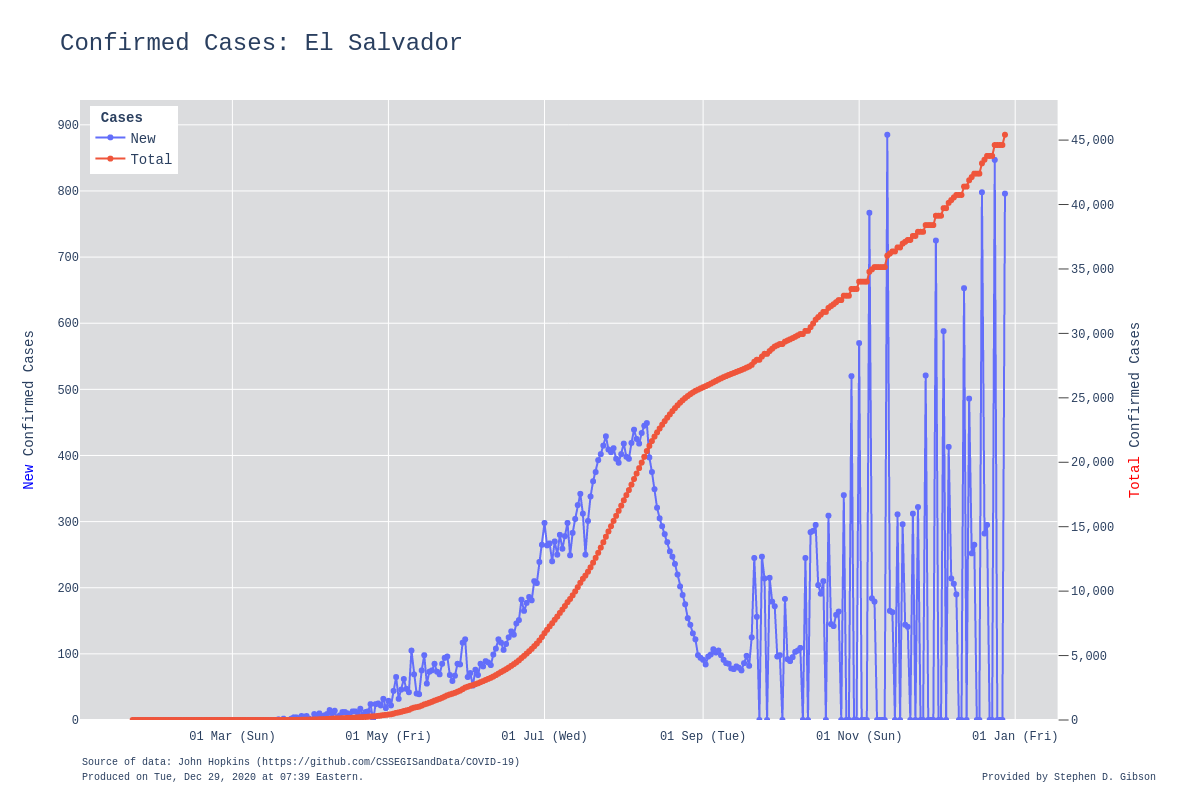 Confirmed Cases: El Salvador
Cases
New
Total
900
800
700
600
500
400
300
200
100
0
New Confirmed Cases
45,000
40,000
35,000
30,000
25,000
20,000
15,000
10,000
5,000
0
Total Confirmed Cases
01 Mar (Sun)
01 May (Fri)
01 Jul (Wed)
01 Sep (Tue)
01 Nov (Sun)
01 Jan (Fri)
Source of data: John Hopkins (https://github.com/CSSEGISandData/COVID-19)
Produced on Tue, Dec 29, 2020 at 07:39 Eastern.
Provided by Stephen D. Gibson